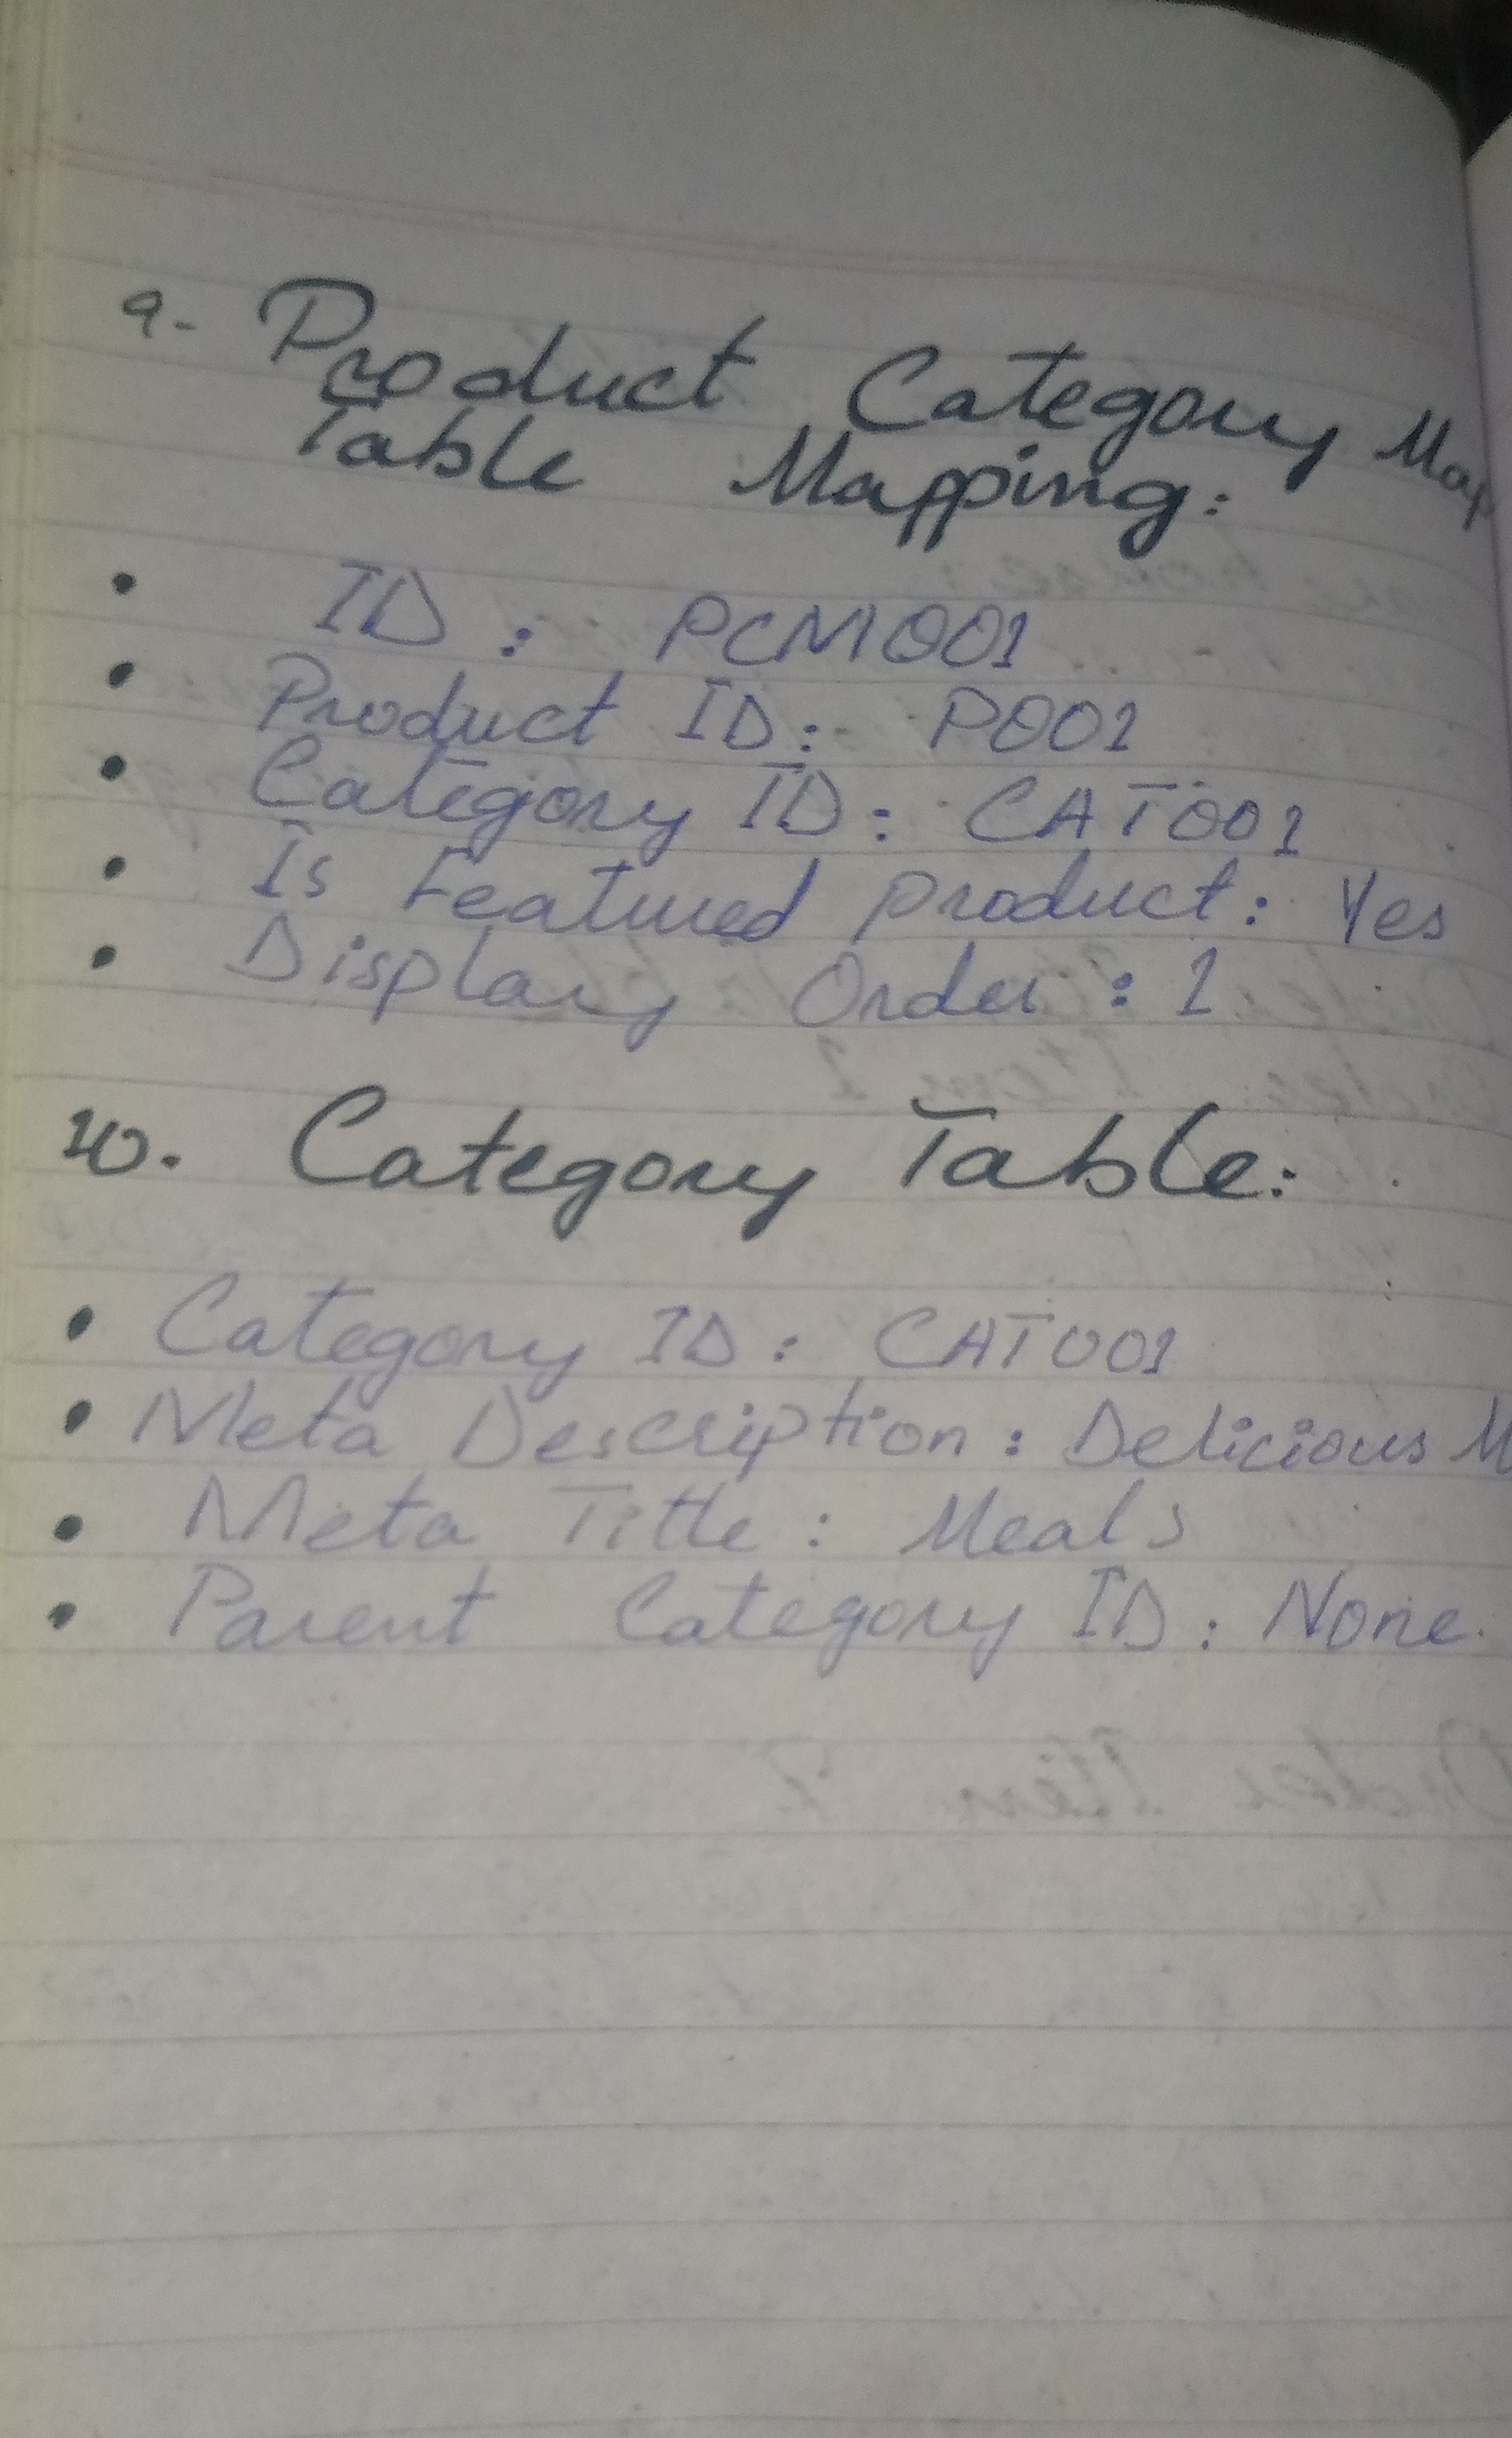 9. Product Category Map
Table Mapping:
• ID : PCM001
• Product ID : P001
• Category ID : CAT001
• Is Featured product : Yes
• Display Order : 1
10. Category Table:
• Category ID : CAT001
• Meta Description : Delicious M
• Meta Title : Meals
• Parent Category ID : None.